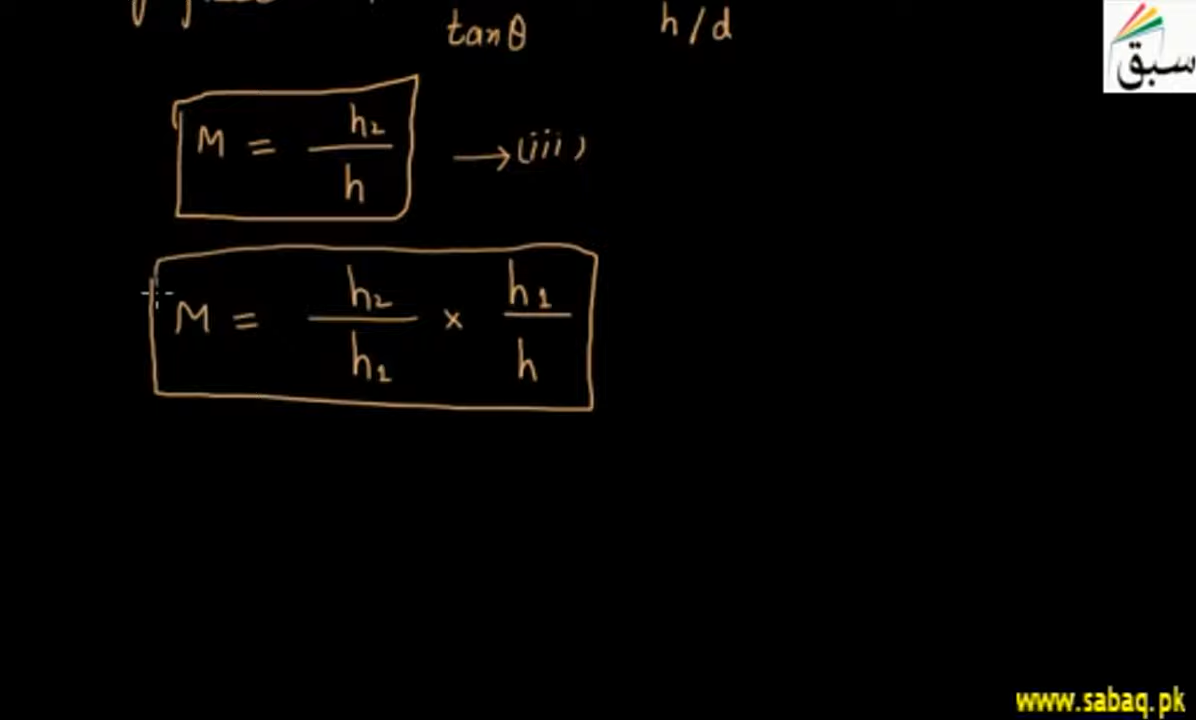 tanθ h/d
سبق
M = h₂/h →(iii)
M = h₂/h₁ × h₁/h
www.sabaq.pk